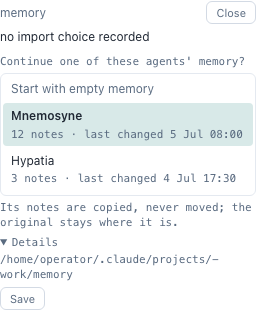 memory
Close
no import choice recorded
Continue one of these agents' memory?
Start with empty memory
Mnemosyne
12 notes · last changed 5 Jul 08:00
Hypatia
3 notes · last changed 4 Jul 17:30
Its notes are copied, never moved; the
original stays where it is.
▼ Details
/home/operator/.claude/projects/–
work/memory
Save